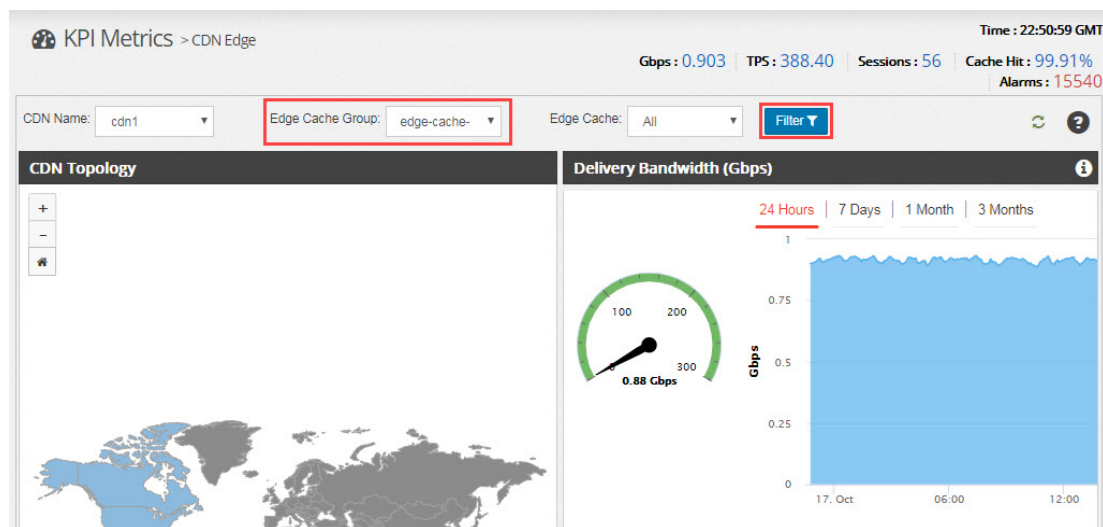 KPI Metrics > CDN Edge
Time : 22:50:59 GMT
Gbps : 0.903 TPS : 388.40 Sessions : 56 Cache Hit : 99.91%
Alarms : 15540
CDN Name: cdn1 Edge Cache Group: edge-cache- Edge Cache: All Filter
CDN Topology
+
-
Delivery Bandwidth (Gbps)
24 Hours | 7 Days | 1 Month | 3 Months
0 100 200 300
0.88 Gbps
Gbps
1
0.75
0.5
0.25
0
17. Oct 06:00 12:00